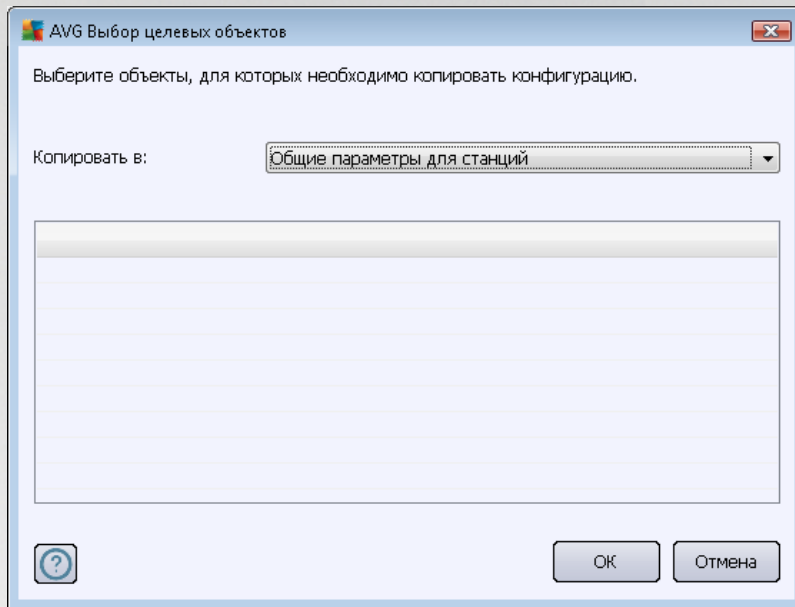 AVG Выбор целевых объектов
Выберите объекты, для которых необходимо копировать конфигурацию.
Копировать в: Общие параметры для станций
?
ОК Отмена